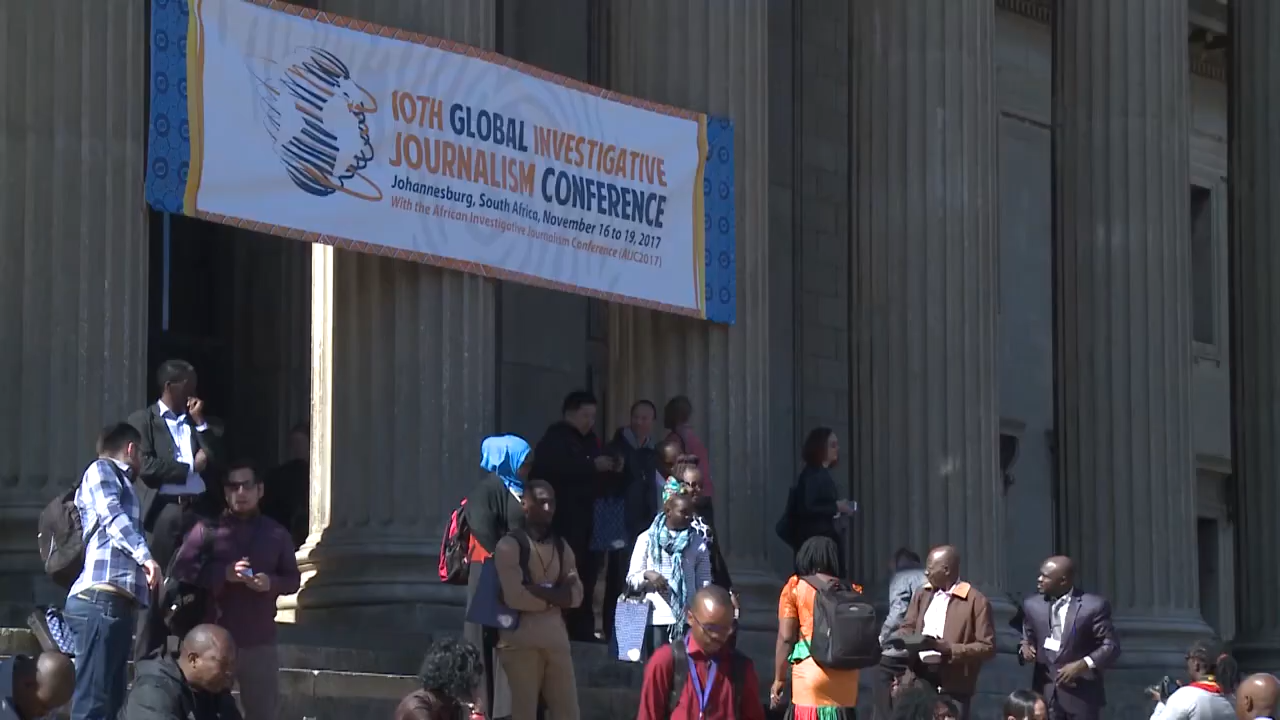 10TH GLOBAL INVESTIGATIVE
JOURNALISM CONFERENCE
Johannesburg, South Africa, November 16 to 19, 2017
With the African Investigative Journalism Conference (AIJC2017)